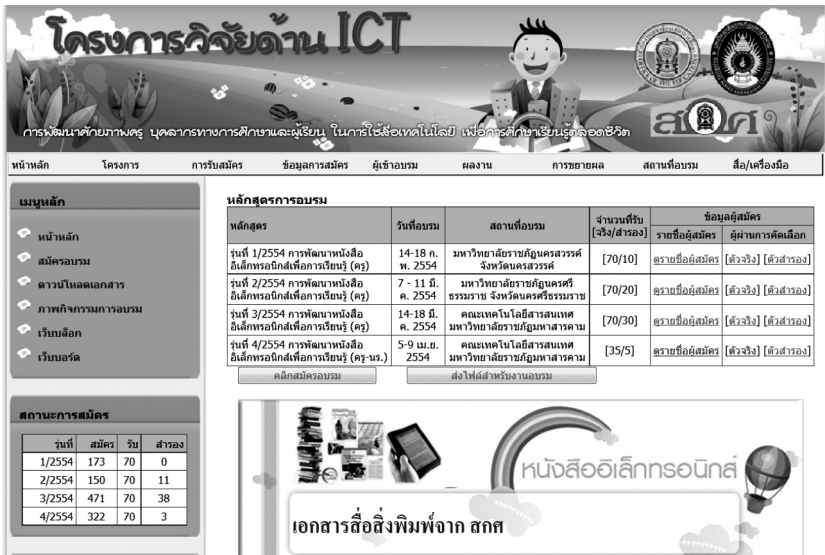 โครงการวิจัยด้าน ICT
การพัฒนาศักยภาพครู บุคลากรทางการศึกษาและผู้เรียน ในการใช้สื่อเทคโนโลยี เพื่อการศึกษาเรียนรู้ตลอดชีวิต
สกศ
หน้าหลัก โครงการ การรับสมัคร ข้อมูลการสมัคร ผู้เข้าอบรม ผลงาน การขยายผล สถานที่อบรม สื่อ/เครื่องมือ
เมนูหลัก
หน้าหลัก
สมัครอบรม
ดาวน์โหลดเอกสาร
ภาพกิจกรรมการอบรม
เว็บบล็อก
เว็บบอร์ด
สถานะการสมัคร
รุ่นที่ สมัคร รับ สำรอง
1/2554 173 70 0
2/2554 150 70 11
3/2554 471 70 38
4/2554 322 70 3
หลักสูตรการอบรม
หลักสูตร วันที่อบรม สถานที่อบรม จำนวนที่รับ [จริง/สำรอง] ข้อมูลผู้สมัคร
รายชื่อผู้สมัคร ผู้ผ่านการคัดเลือก
รุ่นที่ 1/2554 การพัฒนาหนังสือ 14-18 ก. มหาวิทยาลัยราชภัฏนครสวรรค์
อิเล็กทรอนิกส์เพื่อการเรียนรู้ (ครู) พ. 2554 จังหวัดนครสวรรค์ [70/10] ดูรายชื่อผู้สมัคร [ตัวจริง] [ตัวสำรอง]
รุ่นที่ 2/2554 การพัฒนาหนังสือ 7 - 11 มี. มหาวิทยาลัยราชภัฏนครศรี
อิเล็กทรอนิกส์เพื่อการเรียนรู้ (ครู) ค. 2554 ธรรมราช จังหวัดนครศรีธรรมราช [70/20] ดูรายชื่อผู้สมัคร [ตัวจริง] [ตัวสำรอง]
รุ่นที่ 3/2554 การพัฒนาหนังสือ 14-18 มี. คณะเทคโนโลยีสารสนเทศ
อิเล็กทรอนิกส์เพื่อการเรียนรู้ (ครู) ค. 2554 มหาวิทยาลัยราชภัฏมหาสารคาม [70/30] ดูรายชื่อผู้สมัคร [ตัวจริง] [ตัวสำรอง]
รุ่นที่ 4/2554 การพัฒนาหนังสือ 5-9 เม.ย. คณะเทคโนโลยีสารสนเทศ
อิเล็กทรอนิกส์เพื่อการเรียนรู้ (ครู-นร.) 2554 มหาวิทยาลัยราชภัฏมหาสารคาม [35/5] ดูรายชื่อผู้สมัคร [ตัวจริง] [ตัวสำรอง]
คลิกสมัครอบรม ส่งไฟล์สำหรับงานอบรม
หนังสืออิเล็กทรอนิกส์
เอกสารสื่อสิ่งพิมพ์จาก สกศ